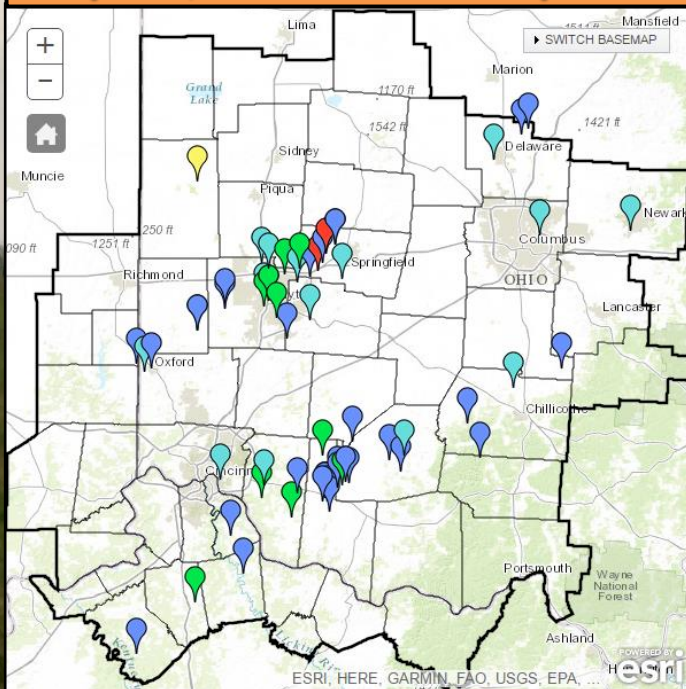 Lima
1511 ft
Mansfield
+
SWITCH BASEMAP
−
Marion
Grand
Lake
1170 ft
1542 ft
1421 ft
Delaware
Sidney
Muncie
Piqua
Newark
250 ft
Columbus
090 ft
1251 ft
Springfield
Richmond
OHIO
Lancaster
Oxford
Chillicothe
Portsmouth
Wayne
National
Forest
Ashland
POWERED BY
esri
ESRI, HERE, GARMIN, FAO, USGS, EPA, ...